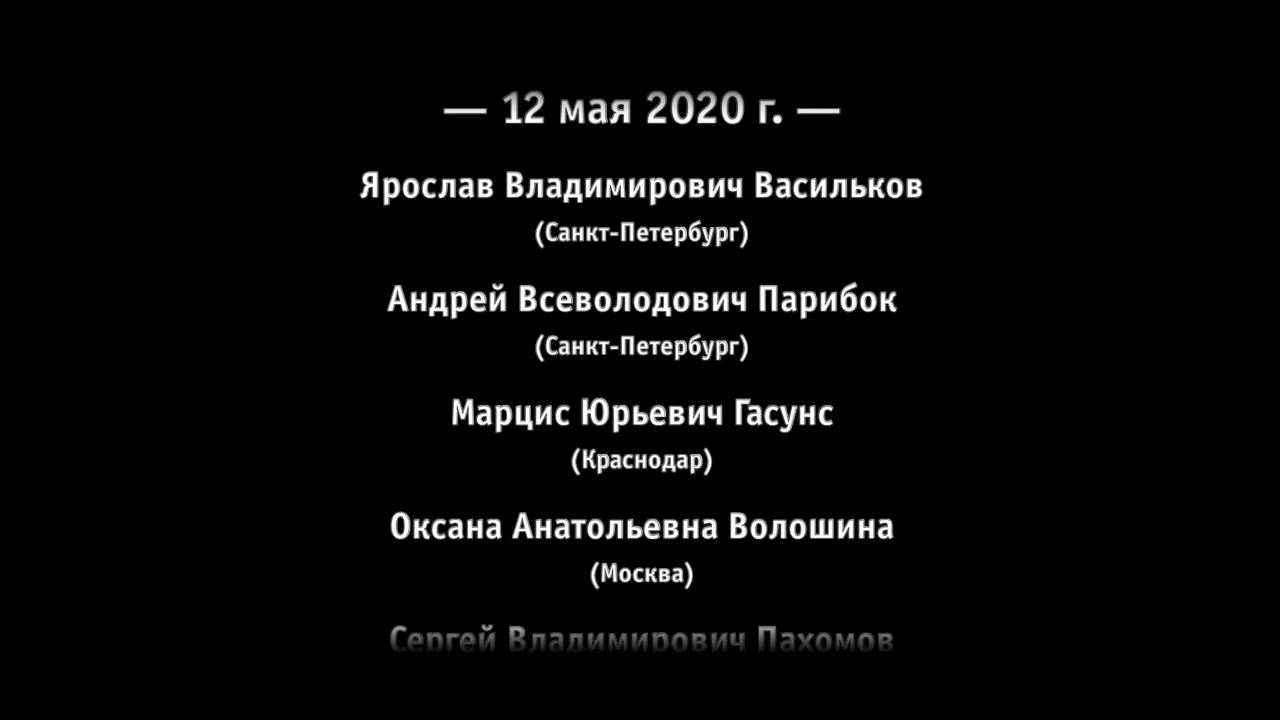 — 12 мая 2020 г. —
Ярослав Владимирович Васильков
(Санкт-Петербург)
Андрей Всеволодович Парибок
(Санкт-Петербург)
Марцис Юрьевич Гасунс
(Краснодар)
Оксана Анатольевна Волошина
(Москва)
Сергей Владимирович Пахомов